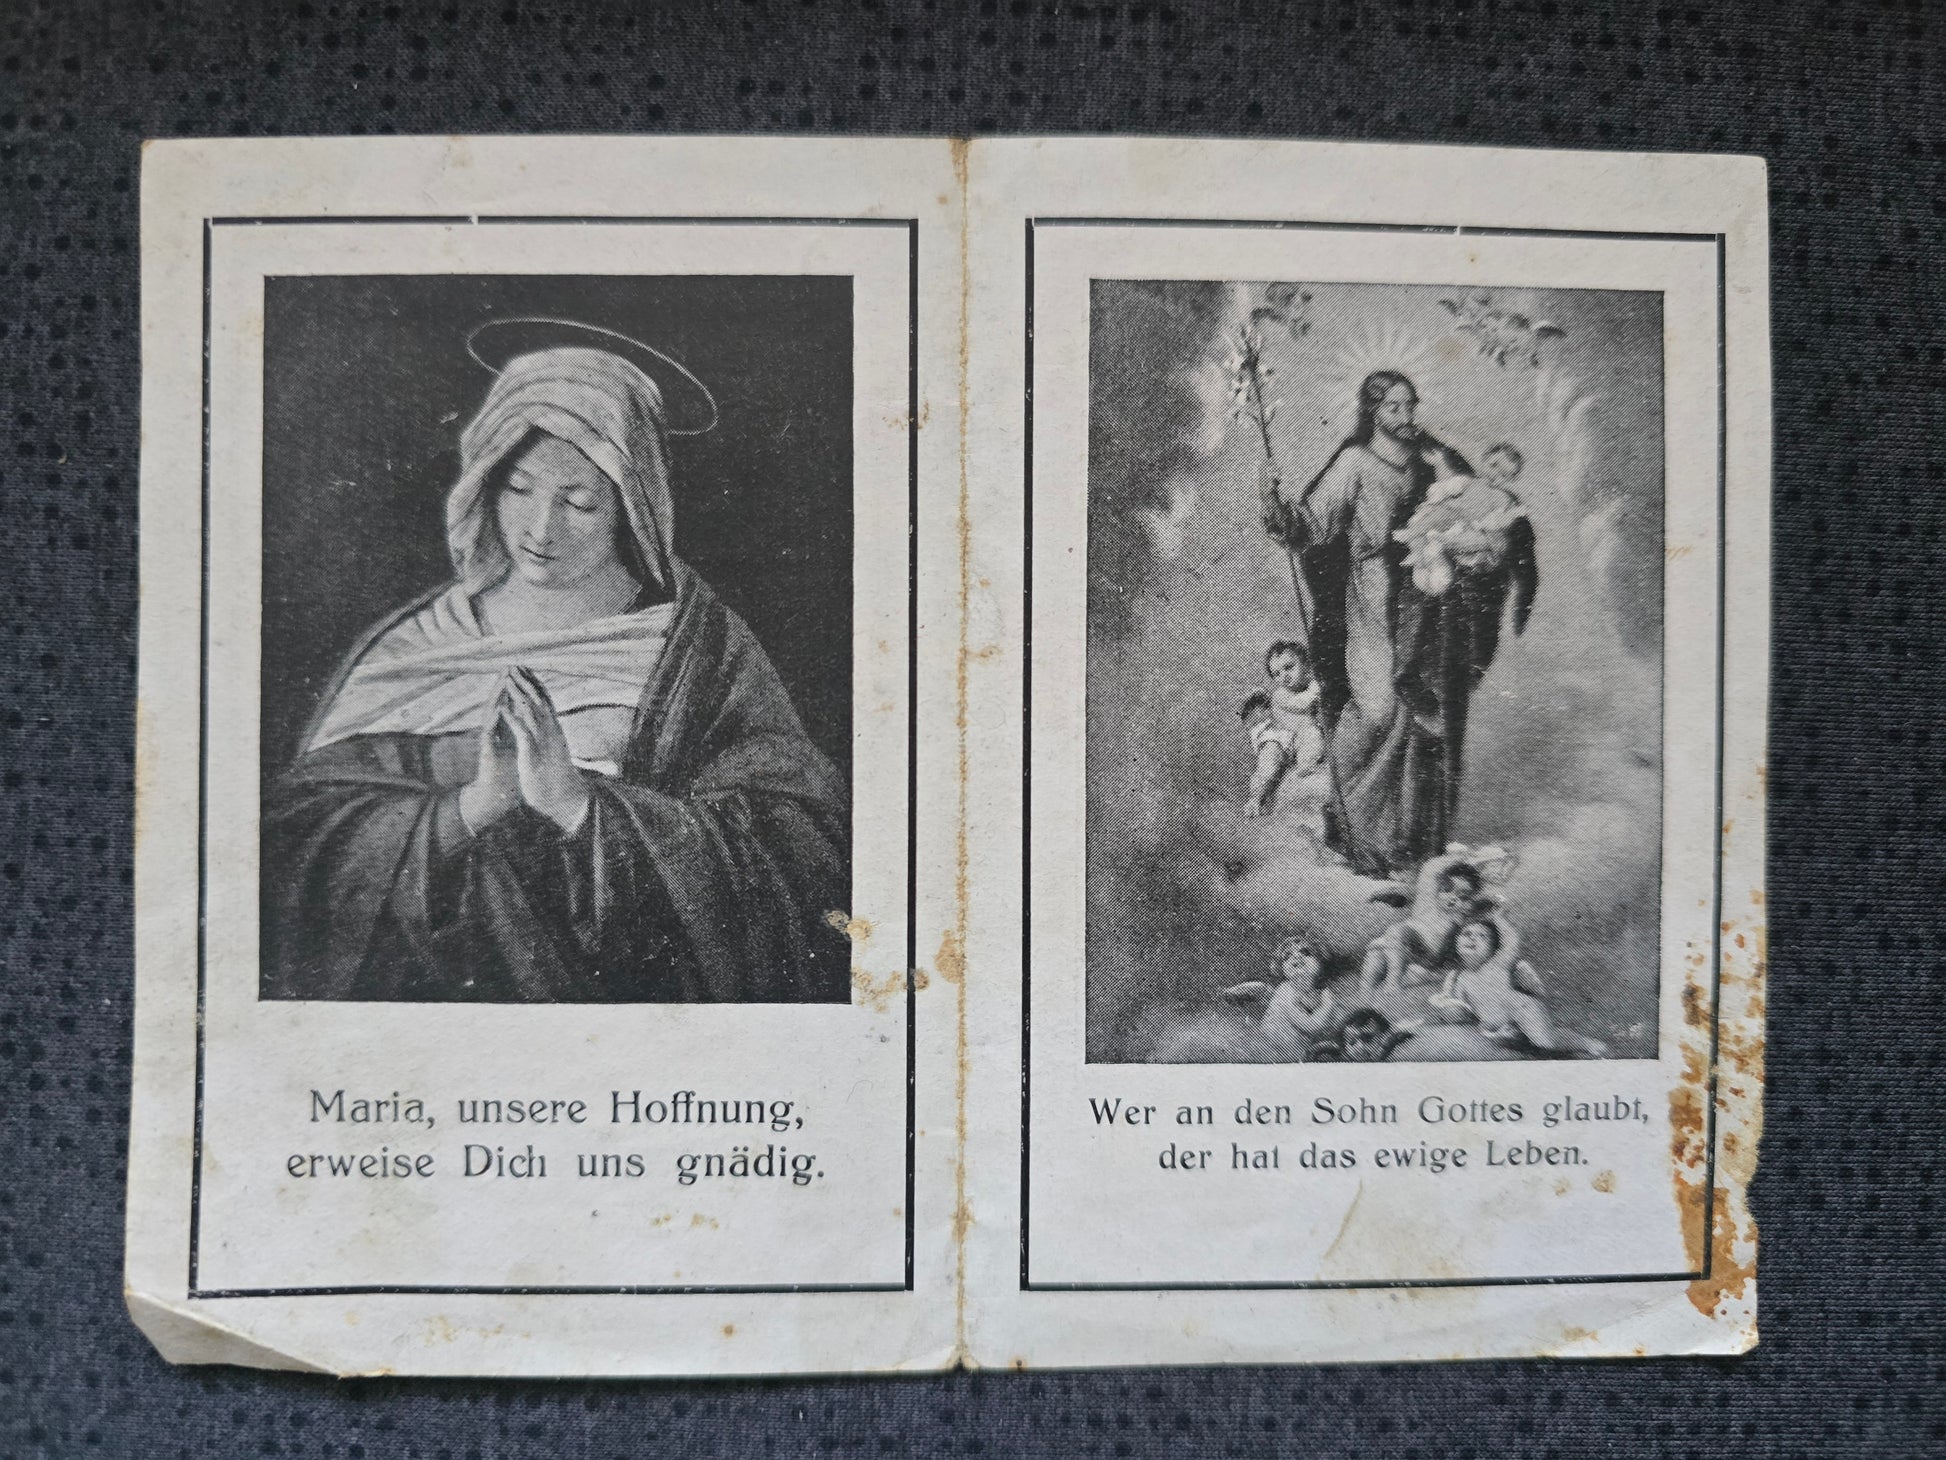 Maria, unsere Hoffnung,
erweise Dich uns gnädig.
Wer an den Sohn Gottes glaubt,
der hat das ewige Leben.